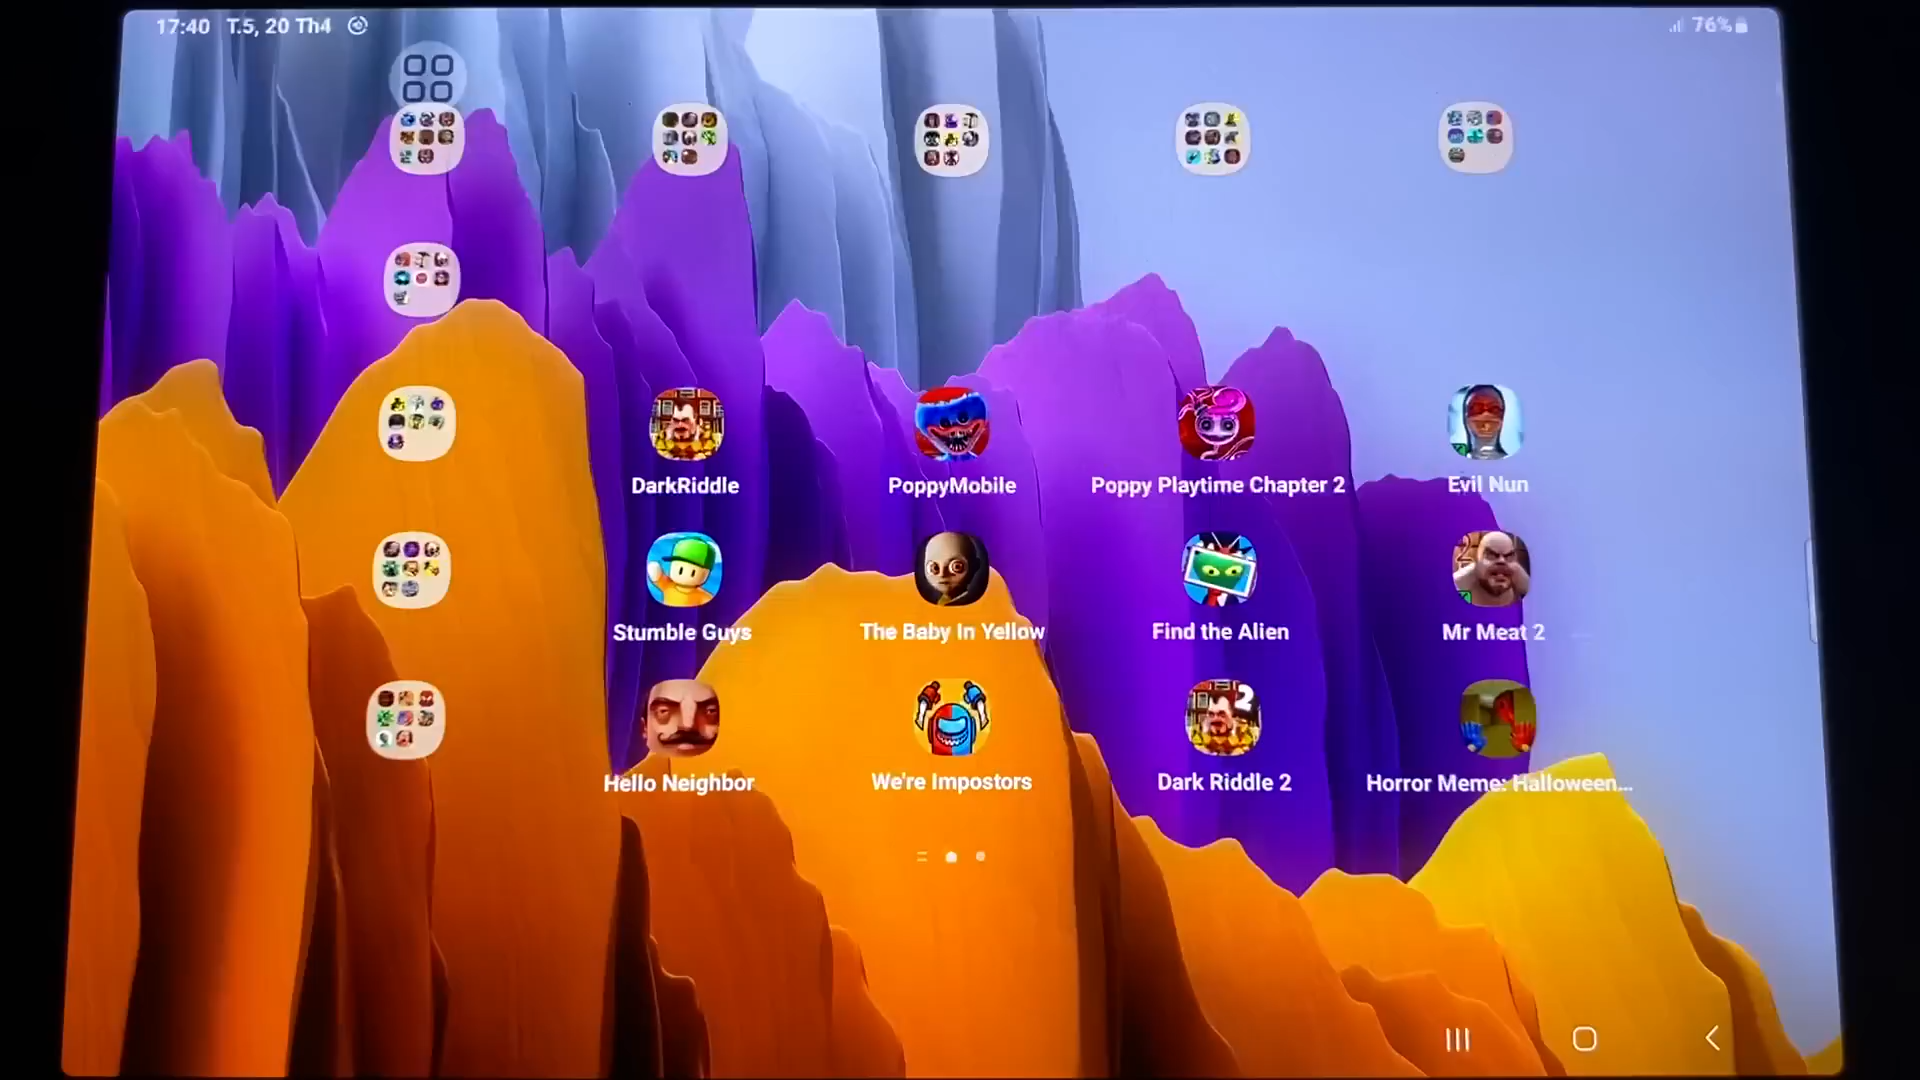 17:40 T.5, 20 Th4
76%
DarkRiddle
PoppyMobile
Poppy Playtime Chapter 2
Evil Nun
Stumble Guys
The Baby In Yellow
Find the Alien
Mr Meat 2
2
Hello Neighbor
We're Impostors
Dark Riddle 2
Horror Meme: Halloween...